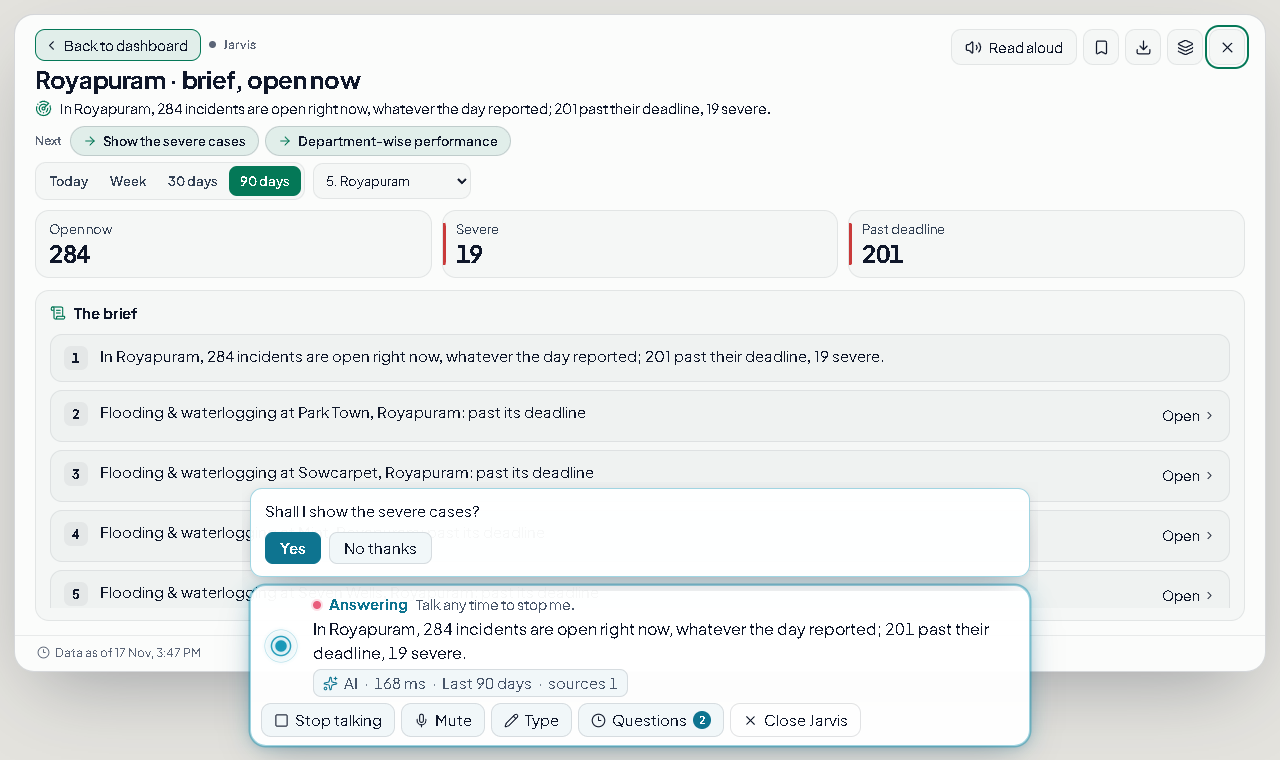 Back to dashboard
Jarvis
Read aloud
Royapuram · brief, open now
In Royapuram, 284 incidents are open right now, whatever the day reported; 201 past their deadline, 19 severe.
Next
Show the severe cases
Department-wise performance
Today
Week
30 days
90 days
5. Royapuram
Open now
284
Severe
19
Past deadline
201
The brief
1
In Royapuram, 284 incidents are open right now, whatever the day reported; 201 past their deadline, 19 severe.
2
Flooding & waterlogging at Park Town, Royapuram: past its deadline
Open
3
Flooding & waterlogging at Sowcarpet, Royapuram: past its deadline
Open
4
Flooding & waterlogging
Open
5
Flooding & waterlogging
Open
Shall I show the severe cases?
Yes
No thanks
Answering Talk any time to stop me.
In Royapuram, 284 incidents are open right now, whatever the day reported; 201 past their
deadline, 19 severe.
AI · 168 ms · Last 90 days · sources 1
Stop talking
Mute
Type
Questions 2
Close Jarvis
Data as of 17 Nov, 3:47 PM